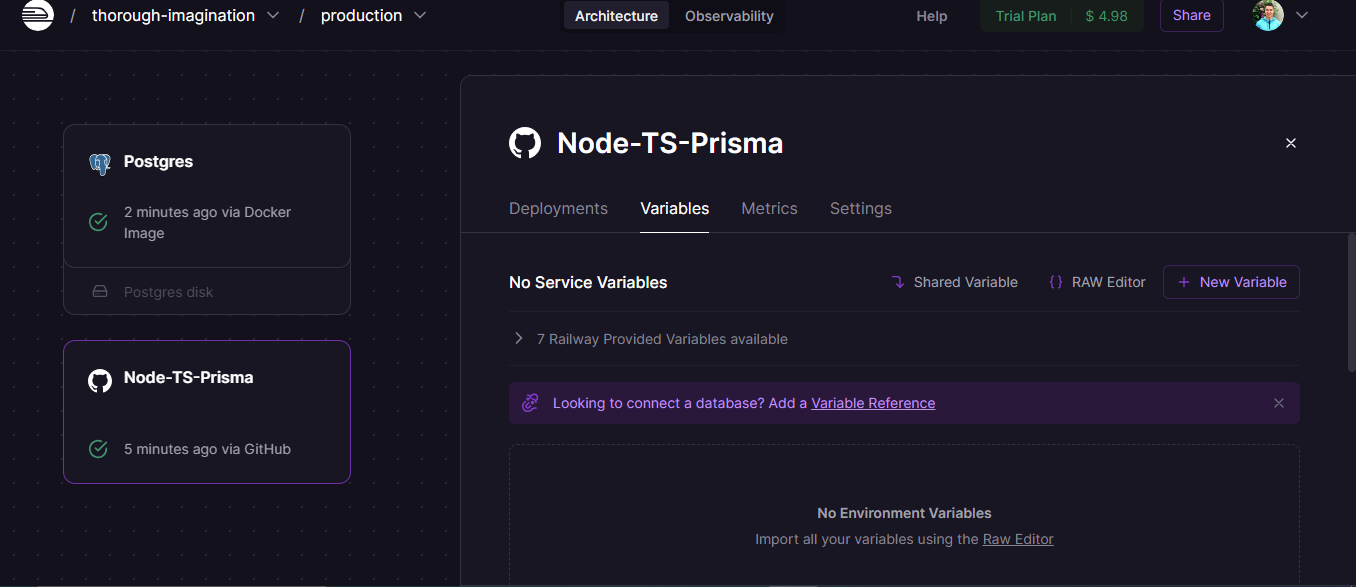 / thorough-imagination / production Architecture Observability Help Trial Plan $ 4.98 Share
Postgres
2 minutes ago via Docker
Image
Postgres disk
Node-TS-Prisma
5 minutes ago via GitHub
Node-TS-Prisma
Deployments Variables Metrics Settings
No Service Variables Shared Variable {} RAW Editor + New Variable
7 Railway Provided Variables available
Looking to connect a database? Add a Variable Reference
No Environment Variables
Import all your variables using the Raw Editor